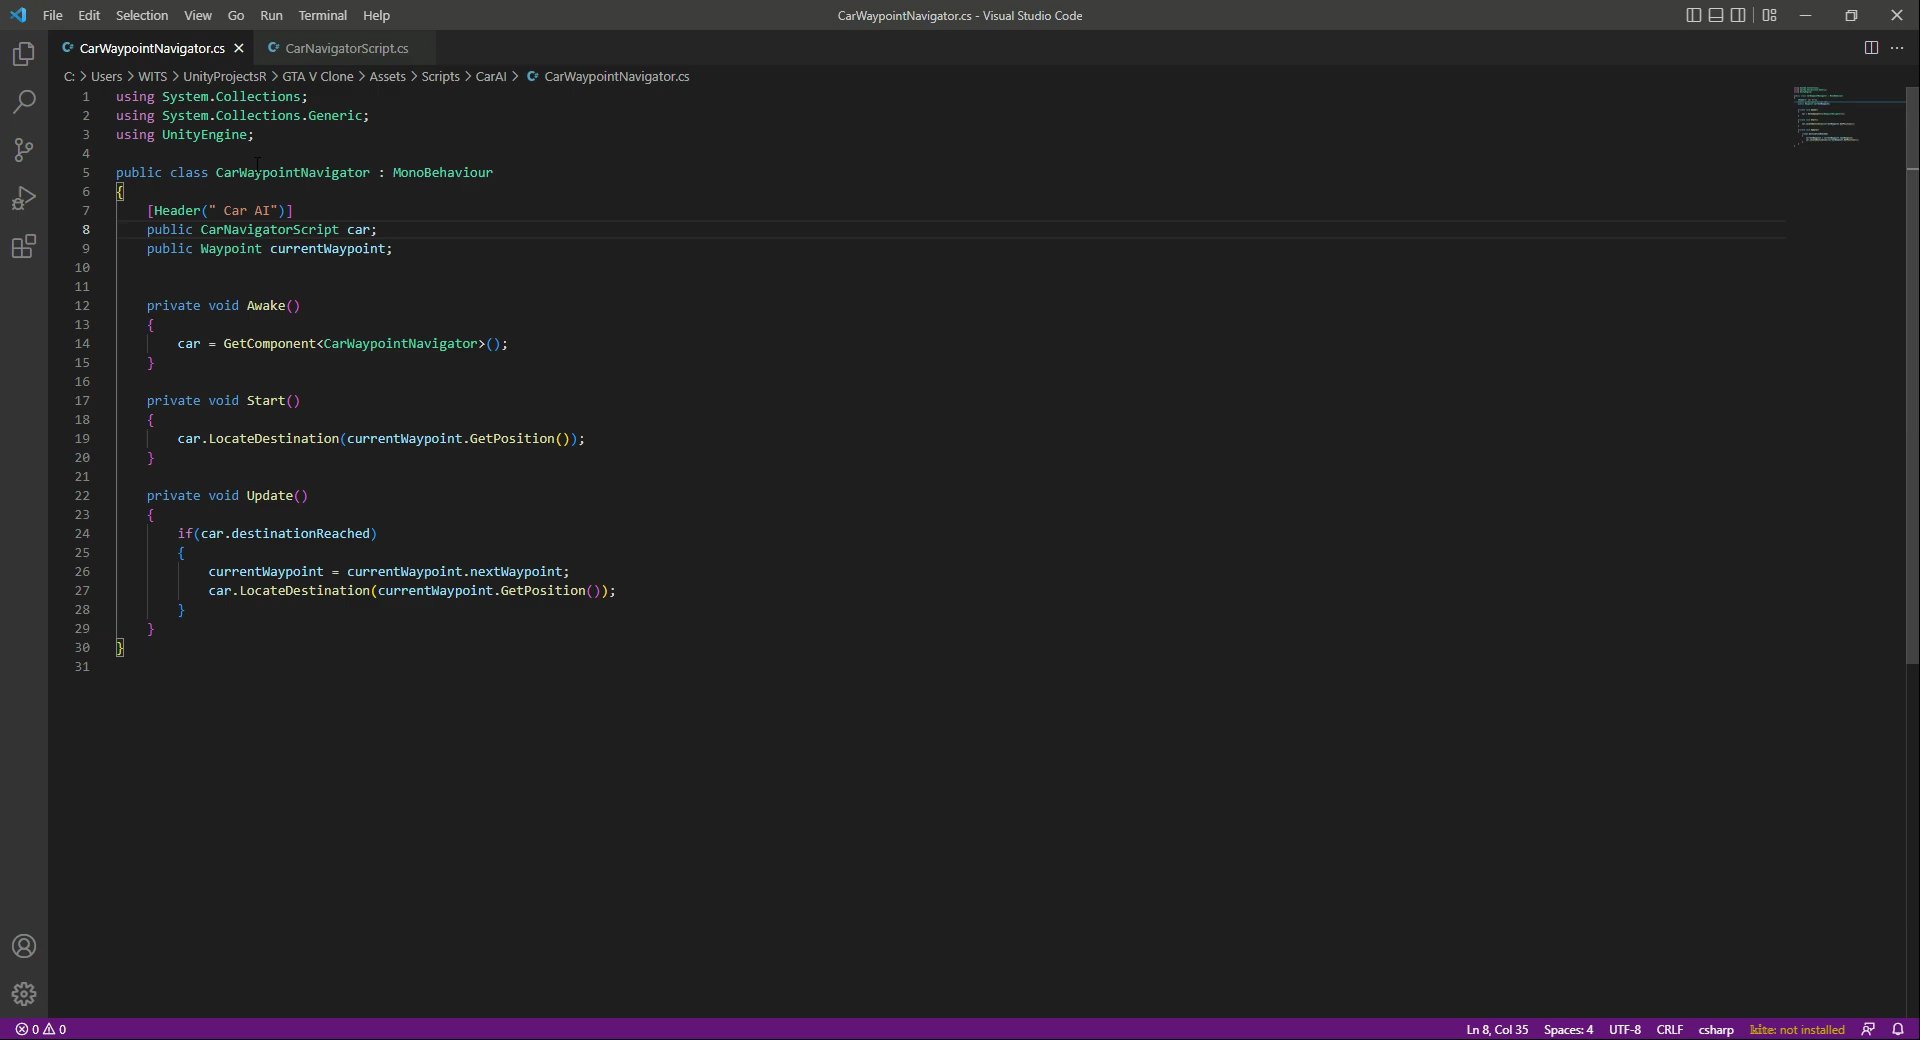 File Edit Selection View Go Run Terminal Help
CarWaypointNavigator.cs - Visual Studio Code
CarWaypointNavigator.cs CarNavigatorScript.cs
C: > Users > WITS > UnityProjectsR > GTA V Clone > Assets > Scripts > CarAI > CarWaypointNavigator.cs
1 using System.Collections;
2 using System.Collections.Generic;
3 using UnityEngine;
4
5 public class CarWaypointNavigator : MonoBehaviour
6 {
7 [Header(" Car AI")]
8 public CarNavigatorScript car;
9 public Waypoint currentWaypoint;
10
11
12 private void Awake()
13 {
14 car = GetComponent<CarWaypointNavigator>();
15 }
16
17 private void Start()
18 {
19 car.LocateDestination(currentWaypoint.GetPosition());
20 }
21
22 private void Update()
23 {
24 if(car.destinationReached)
25 {
26 currentWaypoint = currentWaypoint.nextWaypoint;
27 car.LocateDestination(currentWaypoint.GetPosition());
28 }
29 }
30 }
31
0 0 Ln 8, Col 35 Spaces: 4 UTF-8 CRLF csharp kite: not installed